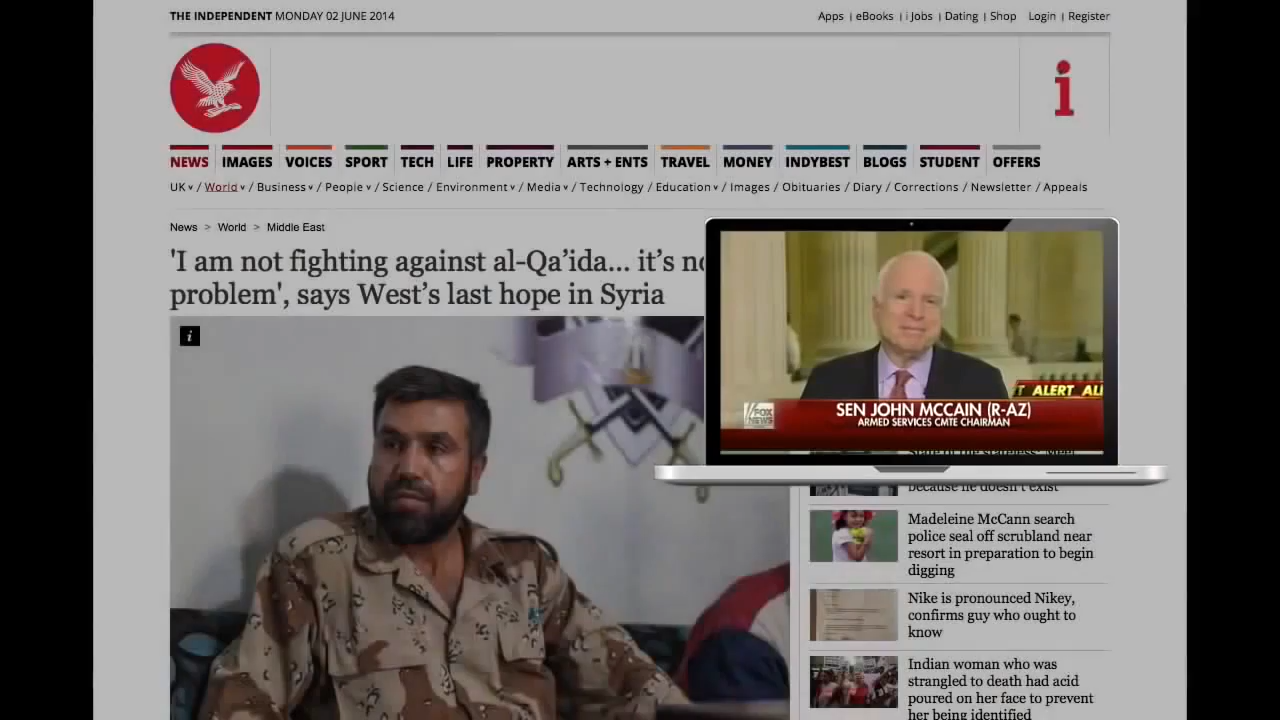 THE INDEPENDENT MONDAY 02 JUNE 2014
Apps | eBooks | i Jobs | Dating | Shop Login | Register
i
NEWS IMAGES VOICES SPORT TECH LIFE PROPERTY ARTS + ENTS TRAVEL MONEY INDYBEST BLOGS STUDENT OFFERS
UK / World / Business / People / Science / Environment / Media / Technology / Education / Images / Obituaries / Diary / Corrections / Newsletter / Appeals
News > World > Middle East
'I am not fighting against al-Qa’ida... it’s no
problem', says West’s last hope in Syria
i
T ALERT AL
FOX
NEWS
SEN JOHN MCCAIN (R-AZ)
ARMED SERVICES CMTE CHAIRMAN
because he doesn't exist
Madeleine McCann search
police seal off scrubland near
resort in preparation to begin
digging
Nike is pronounced Nikey,
confirms guy who ought to
know
Indian woman who was
strangled to death had acid
poured on her face to prevent
her being identified